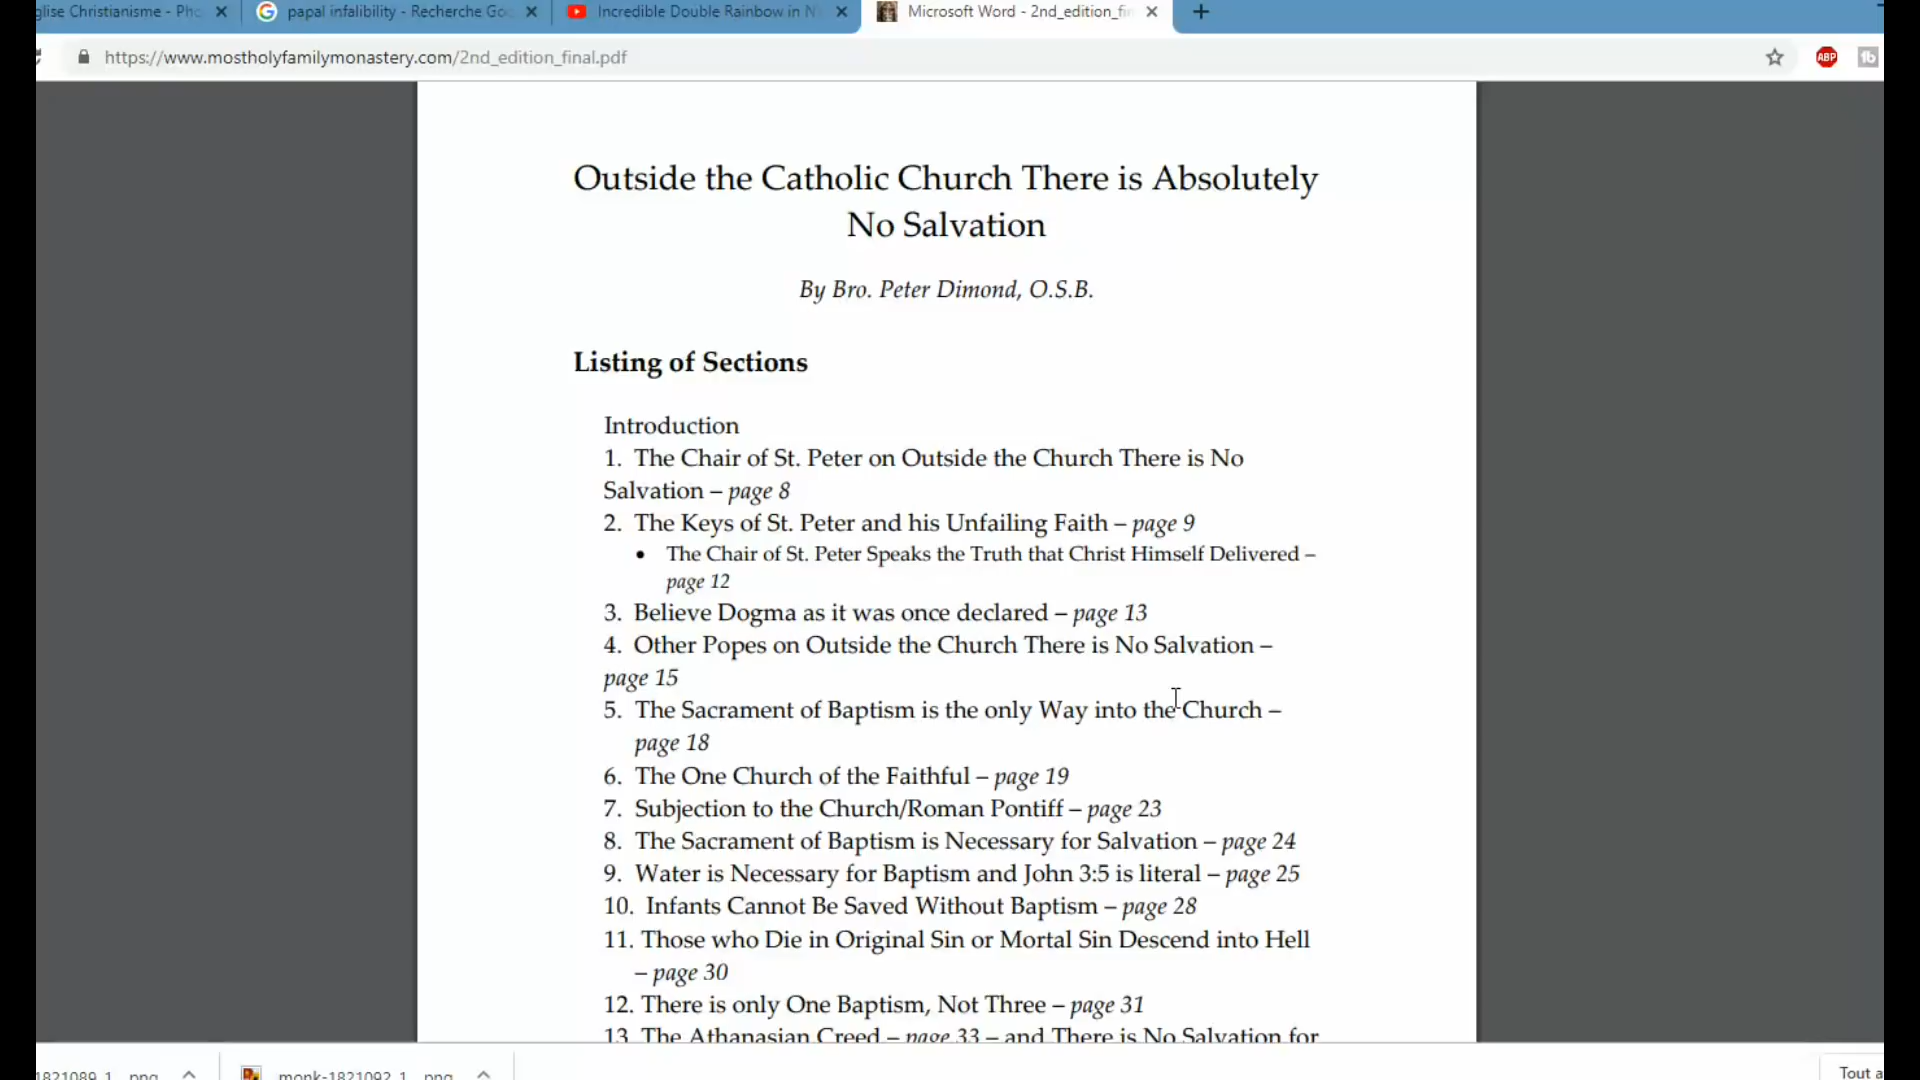 glise Christianisme - Pho
papal infalibility - Recherche Goo
Incredible Double Rainbow in N
Microsoft Word - 2nd_edition_fin
https://www.mostholyfamilymonastery.com/2nd_edition_final.pdf
ABP
Outside the Catholic Church There is Absolutely
No Salvation
By Bro. Peter Dimond, O.S.B.
Listing of Sections
Introduction
1. The Chair of St. Peter on Outside the Church There is No
Salvation – page 8
2. The Keys of St. Peter and his Unfailing Faith – page 9
• The Chair of St. Peter Speaks the Truth that Christ Himself Delivered –
page 12
3. Believe Dogma as it was once declared – page 13
4. Other Popes on Outside the Church There is No Salvation –
page 15
5. The Sacrament of Baptism is the only Way into the Church –
page 18
6. The One Church of the Faithful – page 19
7. Subjection to the Church/Roman Pontiff – page 23
8. The Sacrament of Baptism is Necessary for Salvation – page 24
9. Water is Necessary for Baptism and John 3:5 is literal – page 25
10. Infants Cannot Be Saved Without Baptism – page 28
11. Those who Die in Original Sin or Mortal Sin Descend into Hell
– page 30
12. There is only One Baptism, Not Three – page 31
13. The Athanasian Creed – page 33 – and There is No Salvation for
1821089_1....png
monk-1821092_1....png
Tout a